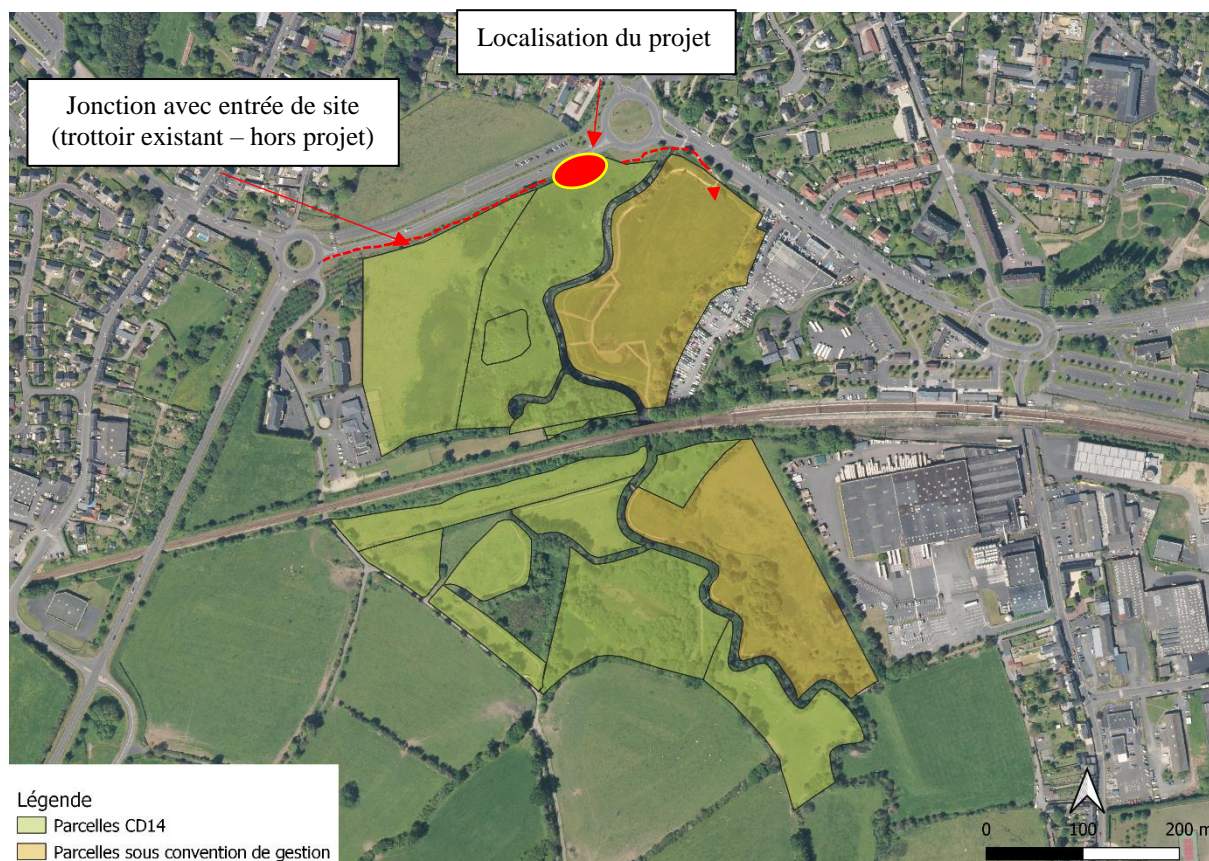 Localisation du projet
Jonction avec entrée de site
(trottoir existant – hors projet)
Légende
Parcelles CD14
Parcelles sous convention de gestion
0 100 200 m